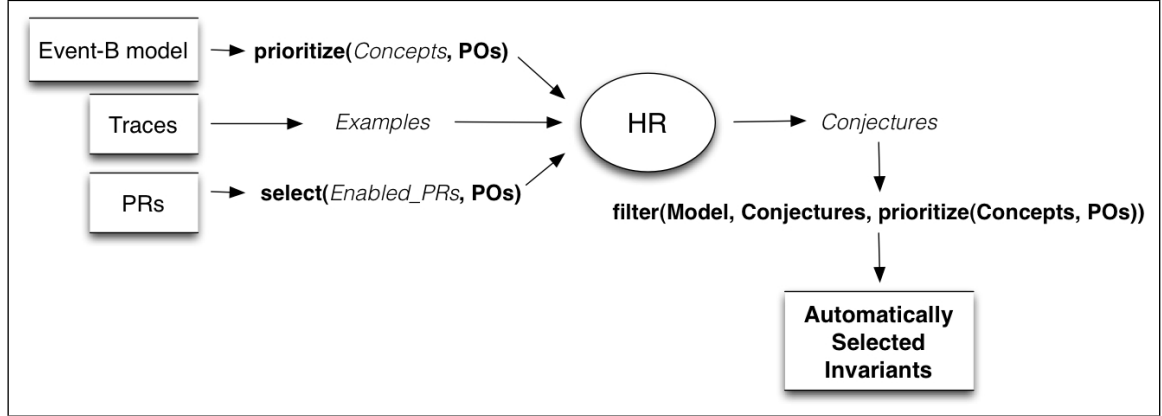 Event-B model
prioritize(Concepts, POs)
Traces
Examples
HR
Conjectures
PRs
select(Enabled_PRs, POs)
filter(Model, Conjectures, prioritize(Concepts, POs))
Automatically
Selected
Invariants